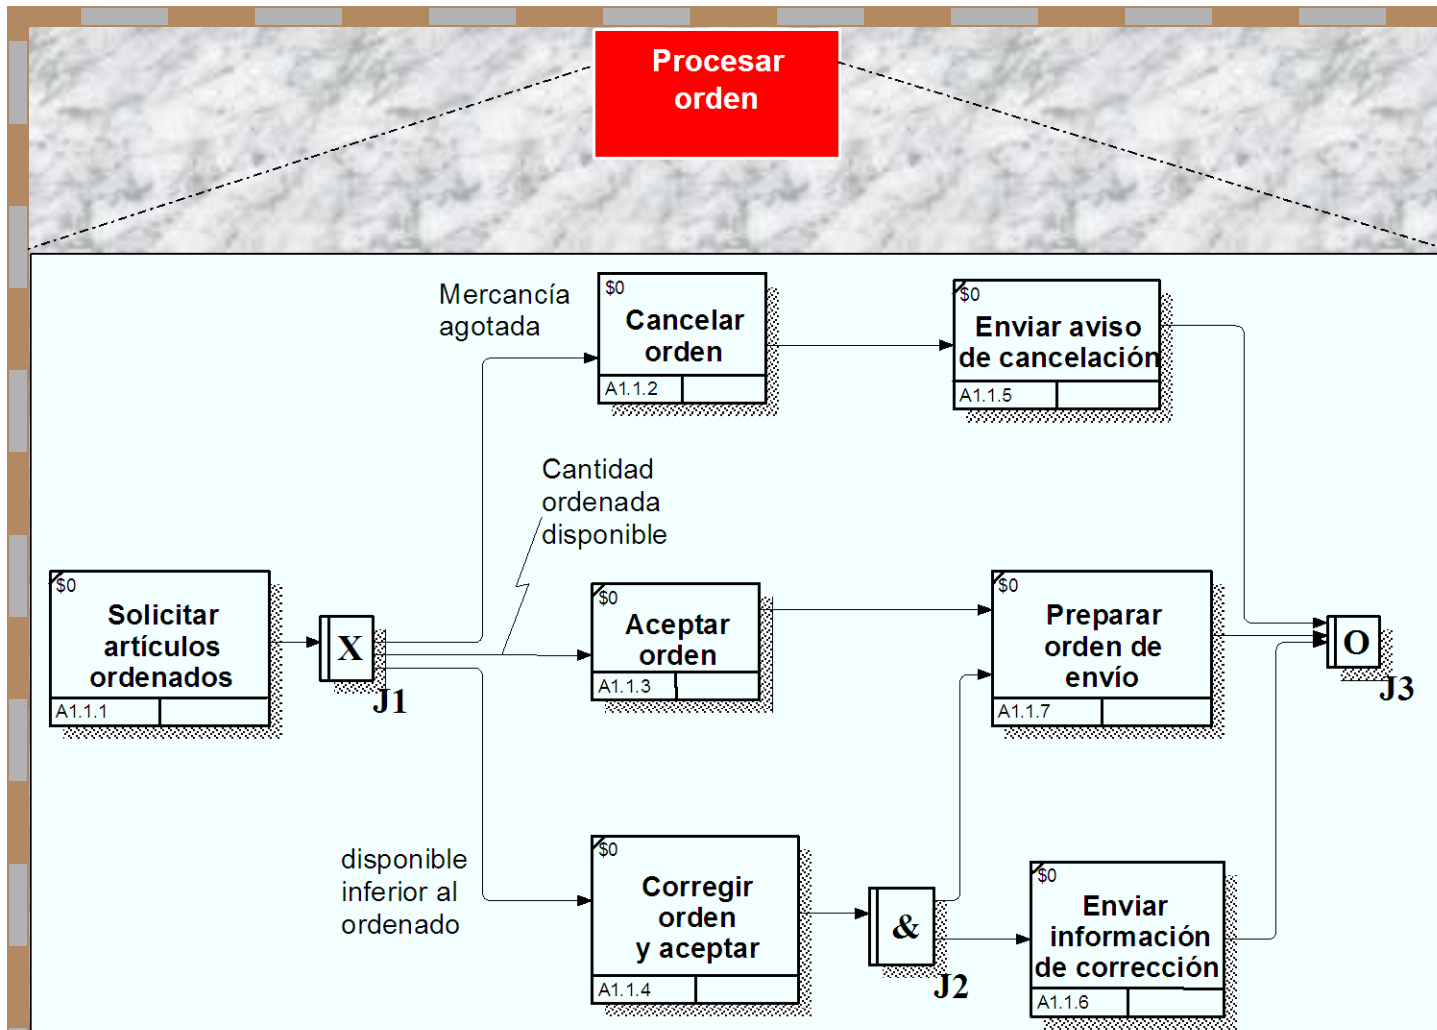 Procesar
orden
Mercancía
agotada
$0
Cancelar
orden
A1.1.2
$0
Enviar aviso
de cancelación
A1.1.5
Cantidad
ordenada
disponible
$0
Solicitar
artículos
ordenados
A1.1.1
X
J1
$0
Aceptar
orden
A1.1.3
$0
Preparar
orden de
envío
A1.1.7
O
J3
disponible
inferior al
ordenado
$0
Corregir
orden
y aceptar
A1.1.4
&
J2
$0
Enviar
información
de corrección
A1.1.6